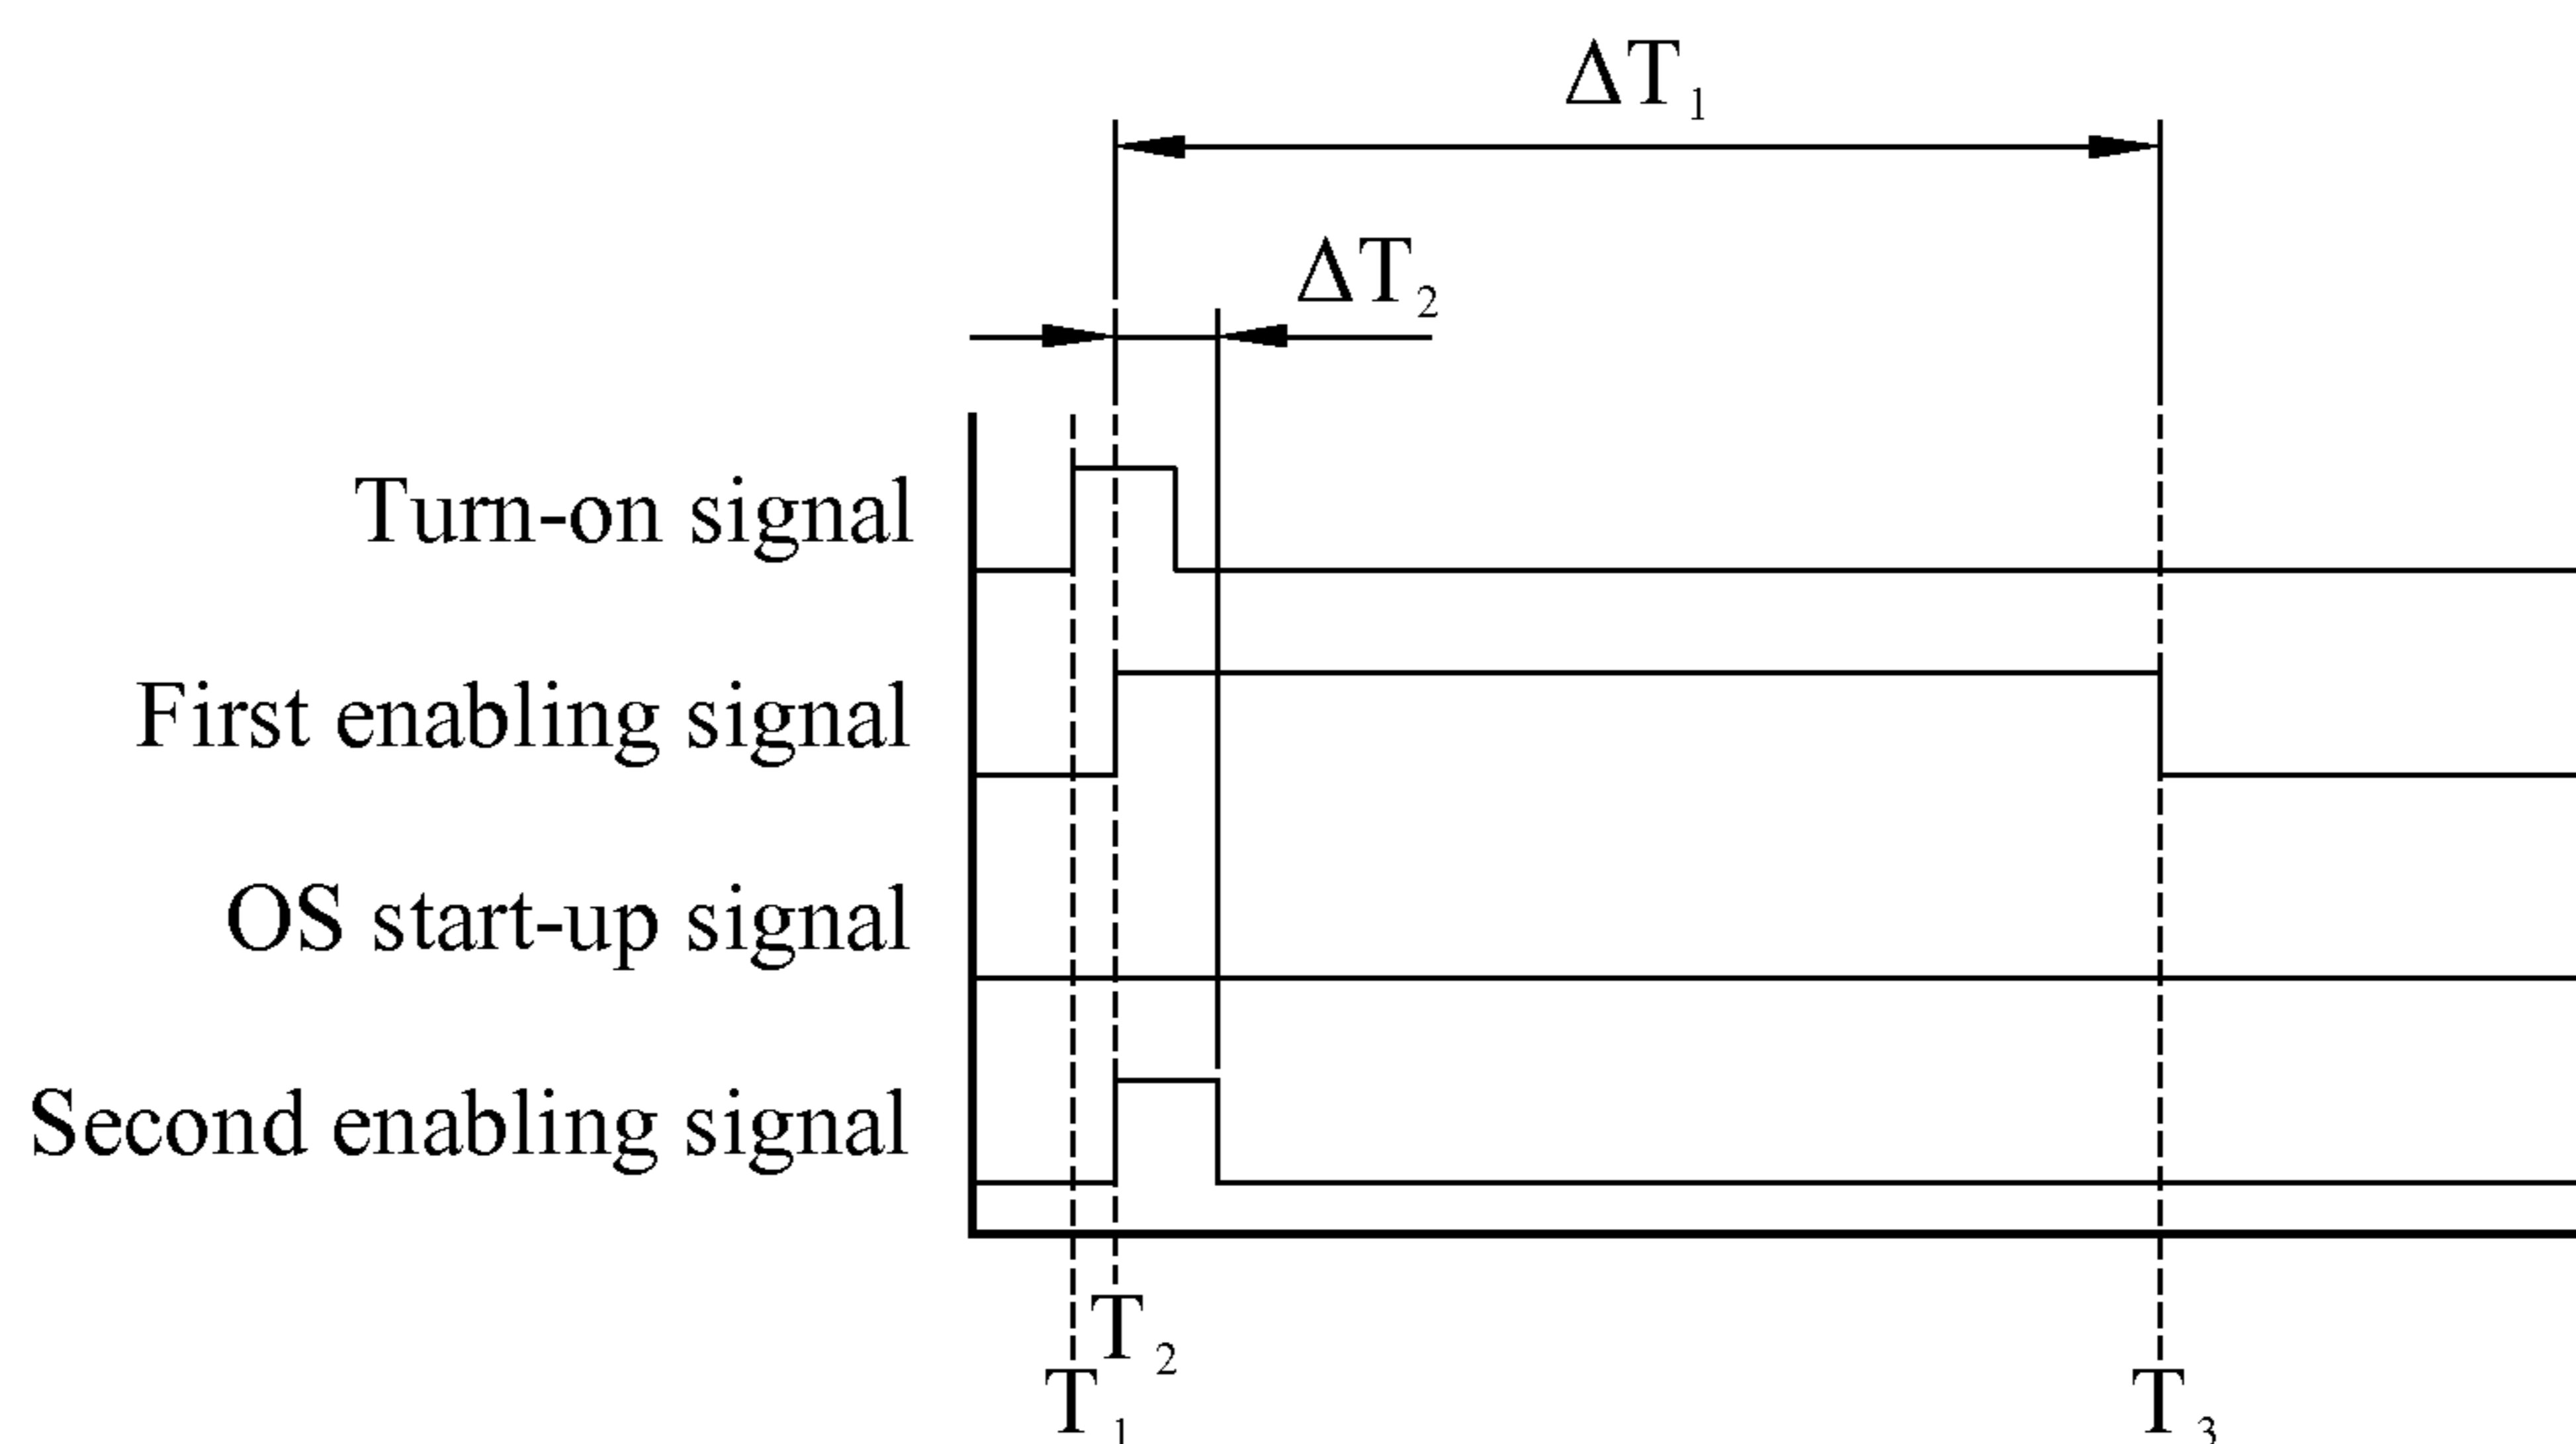 ΔT₁
ΔT₂
Turn-on signal
First enabling signal
OS start-up signal
Second enabling signal
T₂
T₁
T₃